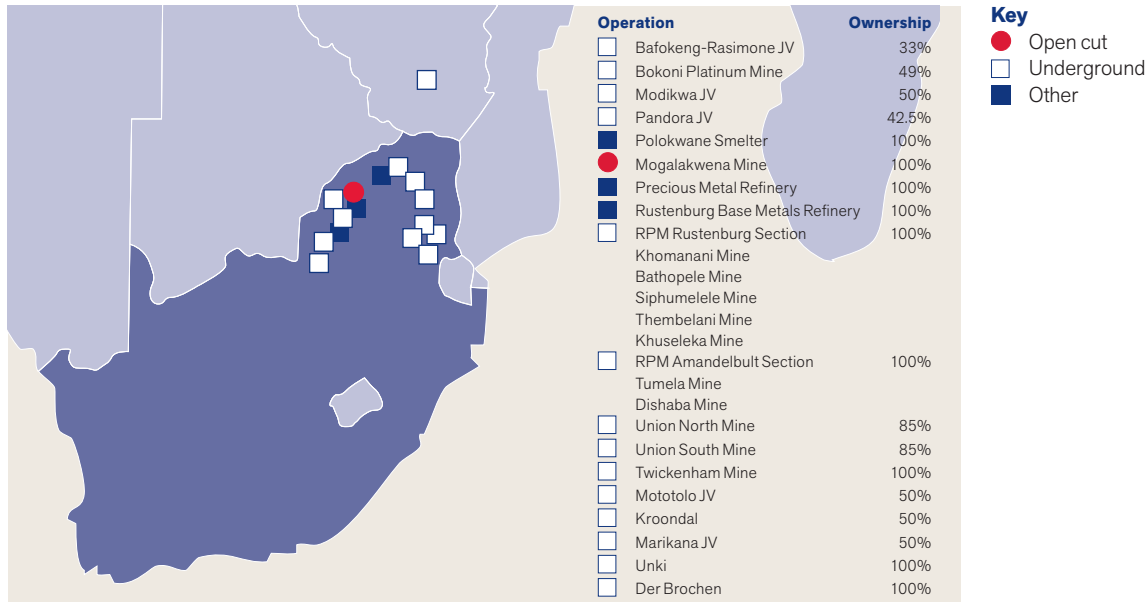 Operation Ownership
Bafokeng-Rasimone JV 33%
Bokoni Platinum Mine 49%
Modikwa JV 50%
Pandora JV 42.5%
Polokwane Smelter 100%
Mogalakwena Mine 100%
Precious Metal Refinery 100%
Rustenburg Base Metals Refinery 100%
RPM Rustenburg Section 100%
Khomanani Mine
Bathopele Mine
Siphumelele Mine
Thembelani Mine
Khuseleka Mine
RPM Amandelbult Section 100%
Tumela Mine
Dishaba Mine
Union North Mine 85%
Union South Mine 85%
Twickenham Mine 100%
Mototolo JV 50%
Kroondal 50%
Marikana JV 50%
Unki 100%
Der Brochen 100%
Key
Open cut
Underground
Other